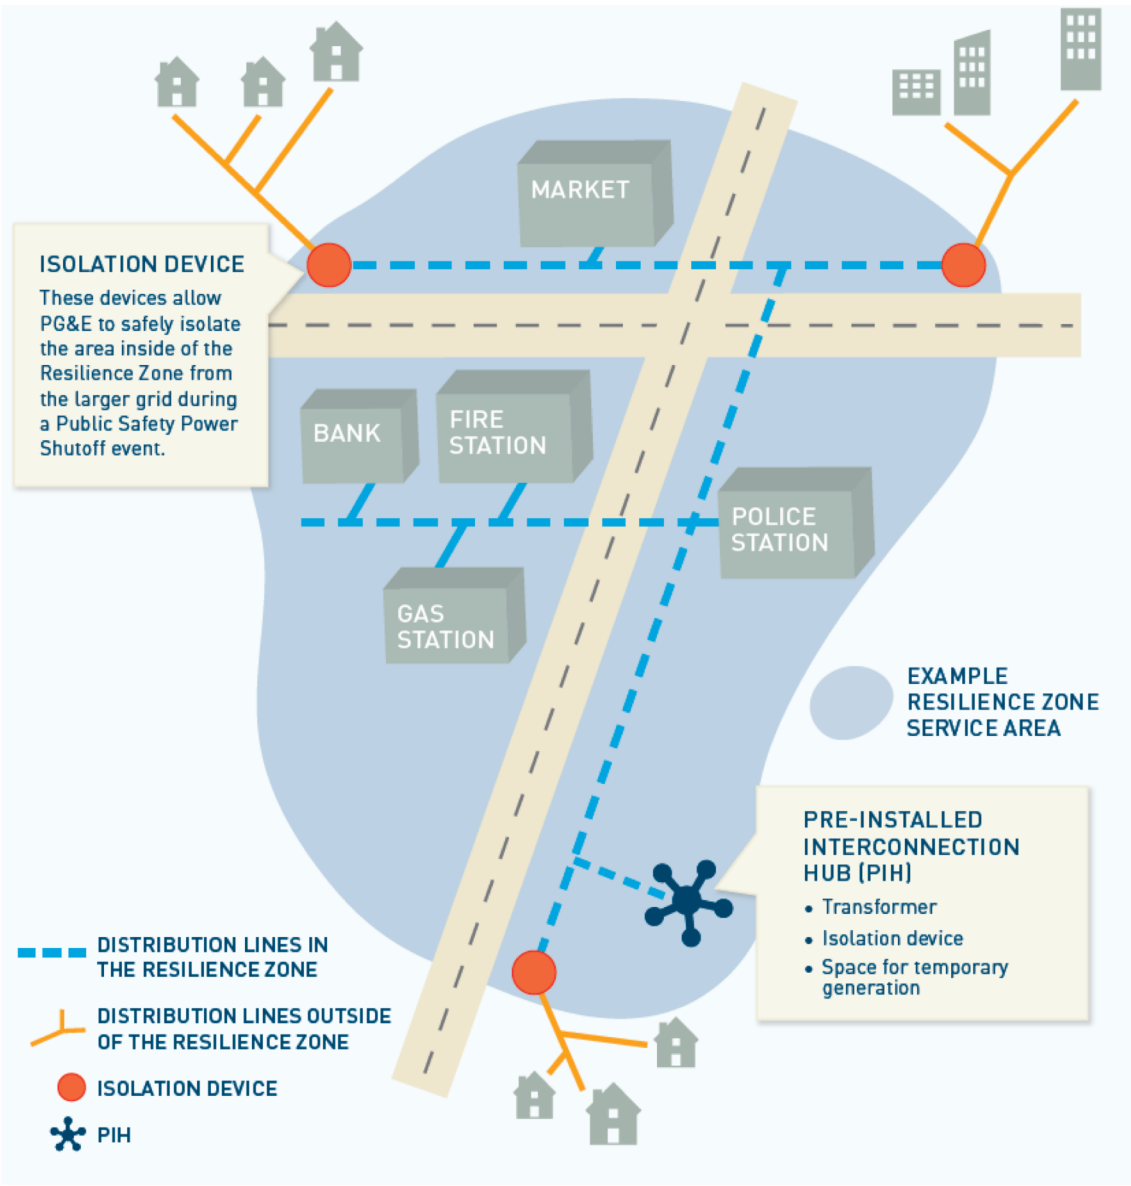 MARKET
ISOLATION DEVICE
These devices allow
PG&E to safely isolate
the area inside of the
Resilience Zone from
the larger grid during
a Public Safety Power
Shutoff event.
BANK
FIRE
STATION
POLICE
STATION
GAS
STATION
EXAMPLE
RESILIENCE ZONE
SERVICE AREA
PRE-INSTALLED
INTERCONNECTION
HUB (PIH)
• Transformer
• Isolation device
• Space for temporary
generation
DISTRIBUTION LINES IN
THE RESILIENCE ZONE
DISTRIBUTION LINES OUTSIDE
OF THE RESILIENCE ZONE
ISOLATION DEVICE
PIH